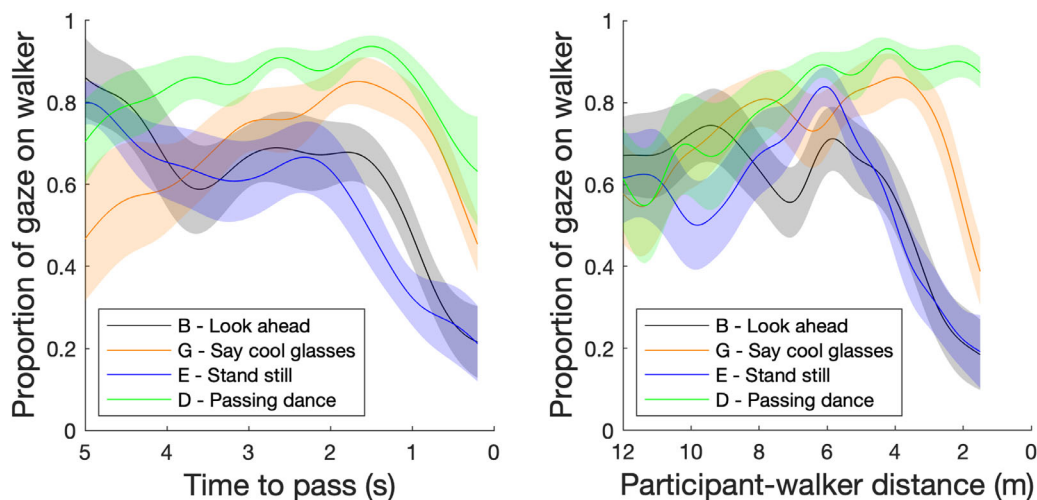 Proportion of gaze on walker
1
0.8
0.6
0.4
0.2
0
B - Look ahead
G - Say cool glasses
E - Stand still
D - Passing dance
5 4 3 2 1 0
Time to pass (s)
Proportion of gaze on walker
1
0.8
0.6
0.4
0.2
0
B - Look ahead
G - Say cool glasses
E - Stand still
D - Passing dance
12 10 8 6 4 2 0
Participant-walker distance (m)